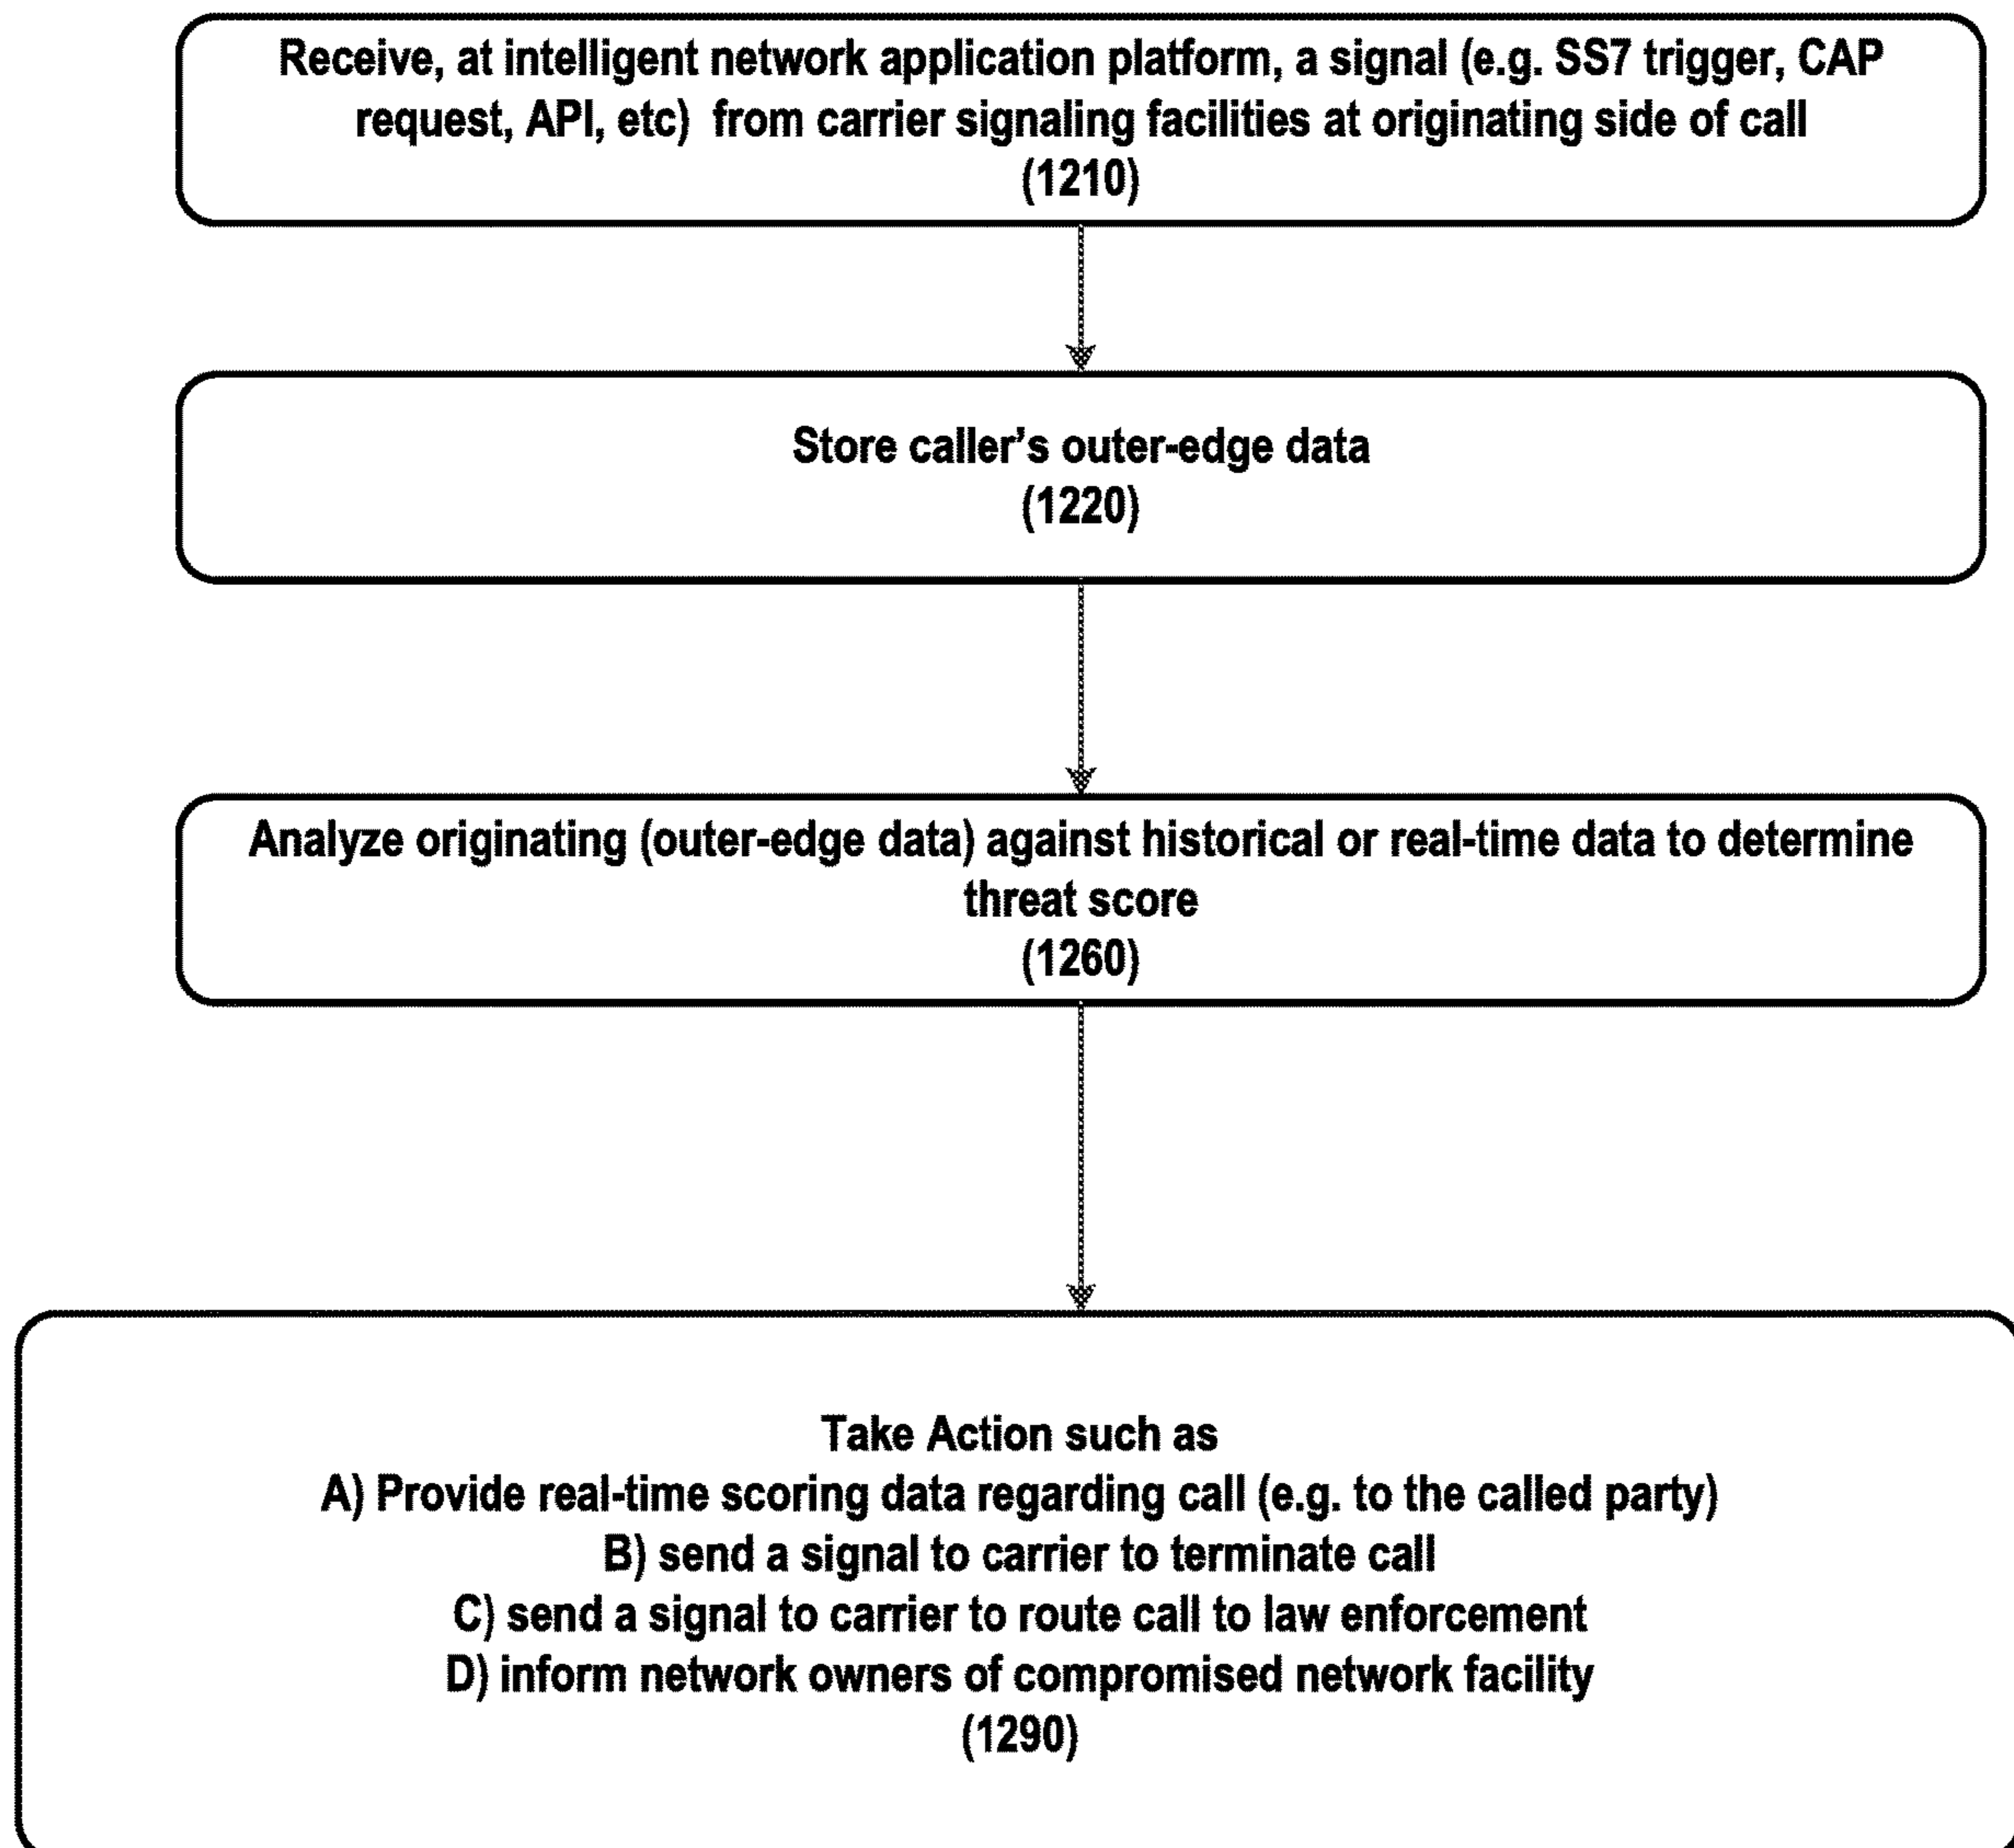 Receive, at intelligent network application platform, a signal (e.g. SS7 trigger, CAP
request, API, etc)  from carrier signaling facilities at originating side of call
(1210)
Store caller’s outer-edge data
(1220)
Analyze originating (outer-edge data) against historical or real-time data to determine
threat score
(1260)
Take Action such as
A) Provide real-time scoring data regarding call (e.g. to the called party)
B) send a signal to carrier to terminate call
C) send a signal to carrier to route call to law enforcement
D) inform network owners of compromised network facility
(1290)